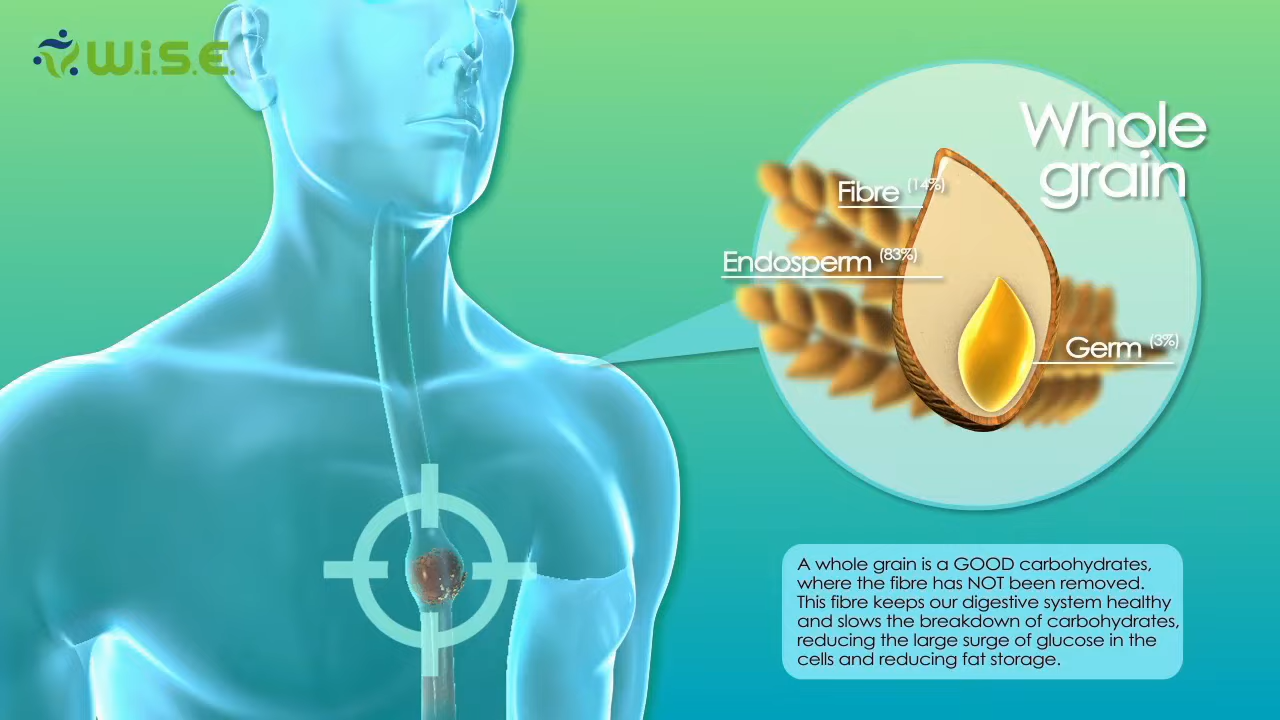 W.i.S.E.
Whole
grain
Fibre (14%)
Endosperm (83%)
Germ (3%)
A whole grain is a GOOD carbohydrates,
where the fibre has NOT been removed.
This fibre keeps our digestive system healthy
and slows the breakdown of carbohydrates,
reducing the large surge of glucose in the
cells and reducing fat storage.